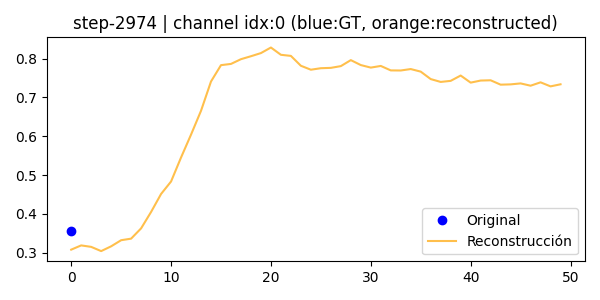 step-2974 | channel idx:0 (blue:GT, orange:reconstructed)
0.8
0.7
0.6
0.5
0.4
0.3
Original
Reconstrucción
0 10 20 30 40 50